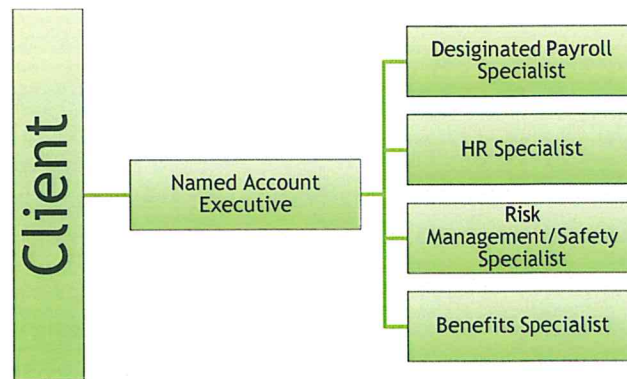 Client
Named Account
Executive
Desiginated Payroll
Specialist
HR Specialist
Risk
Management/Safety
Specialist
Benefits Specialist